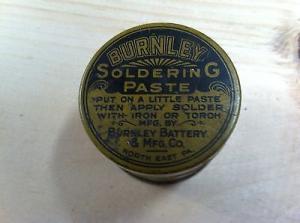 BURNLEY
SOLDERING
PASTE
PUT ON A LITTLE PASTE
THEN APPLY SOLDER
WITH IRON OR TORCH
MFG. BY
BURNLEY BATTERY
& MFG. CO.
NORTH EAST PA.